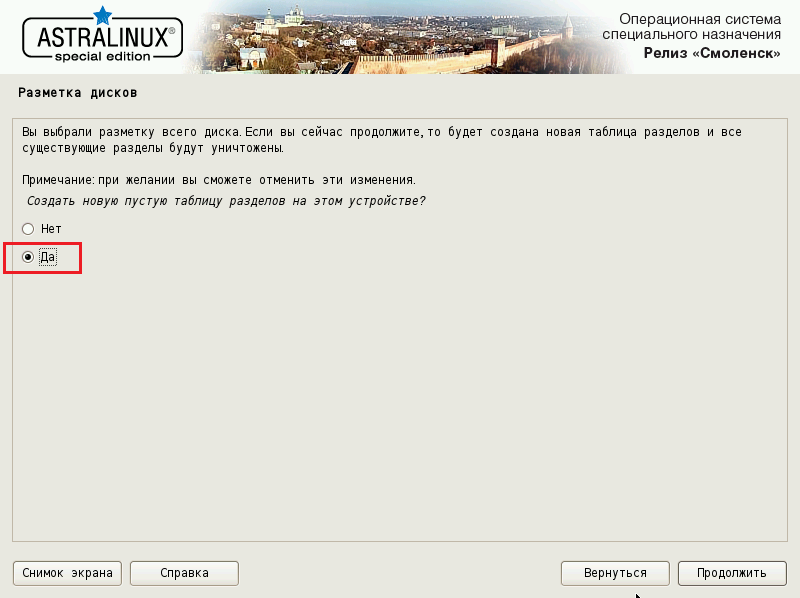 ASTRALINUX®
special edition
Операционная система
специального назначения
Релиз «Смоленск»
Разметка дисков
Вы выбрали разметку всего диска. Если вы сейчас продолжите, то будет создана новая таблица разделов и все
существующие разделы будут уничтожены.
Примечание: при желании вы сможете отменить эти изменения.
Создать новую пустую таблицу разделов на этом устройстве?
Нет
Да
Снимок экрана
Справка
Вернуться
Продолжить